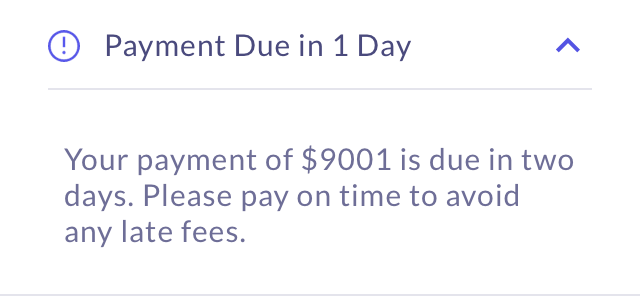 Payment Due in 1 Day
Your payment of $9001 is due in two
days. Please pay on time to avoid
any late fees.